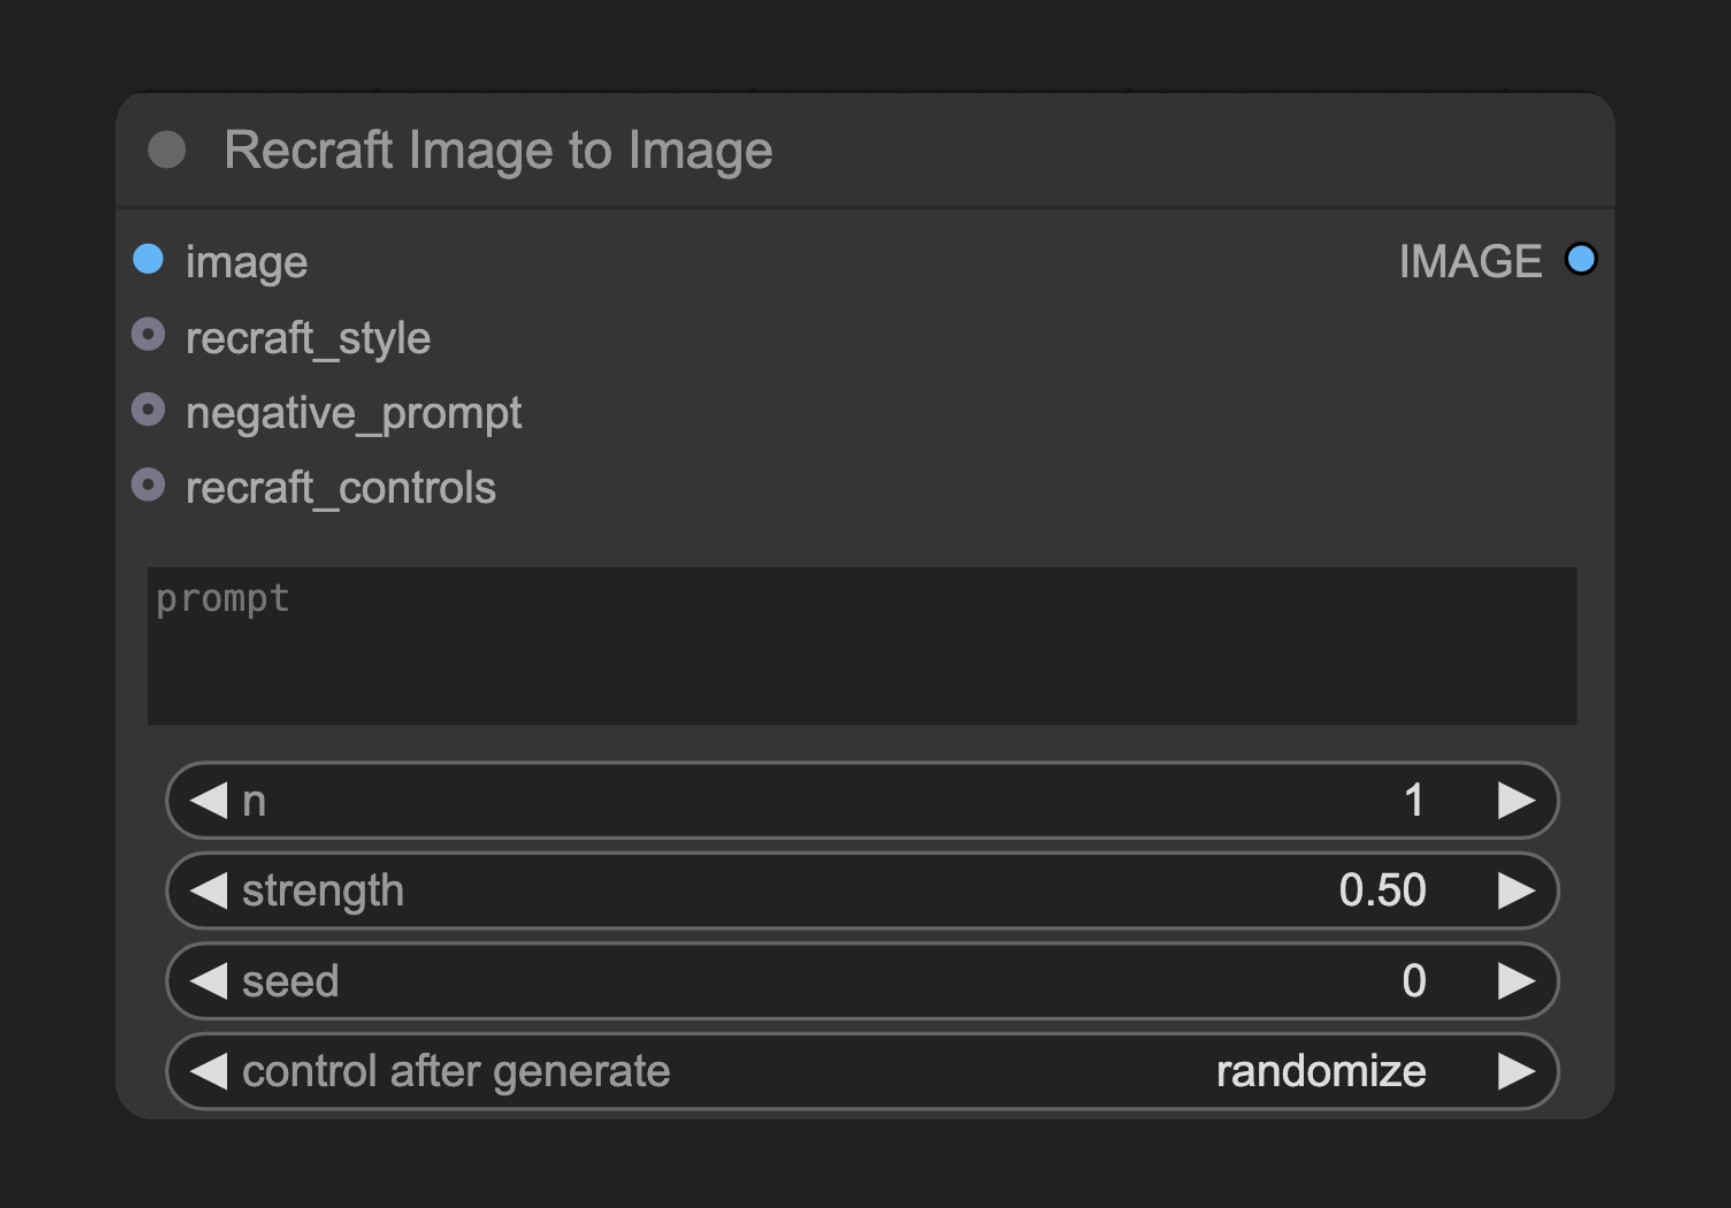 Recraft Image to Image
image IMAGE
recraft_style
negative_prompt
recraft_controls
prompt
n 1
strength 0.50
seed 0
control after generate randomize